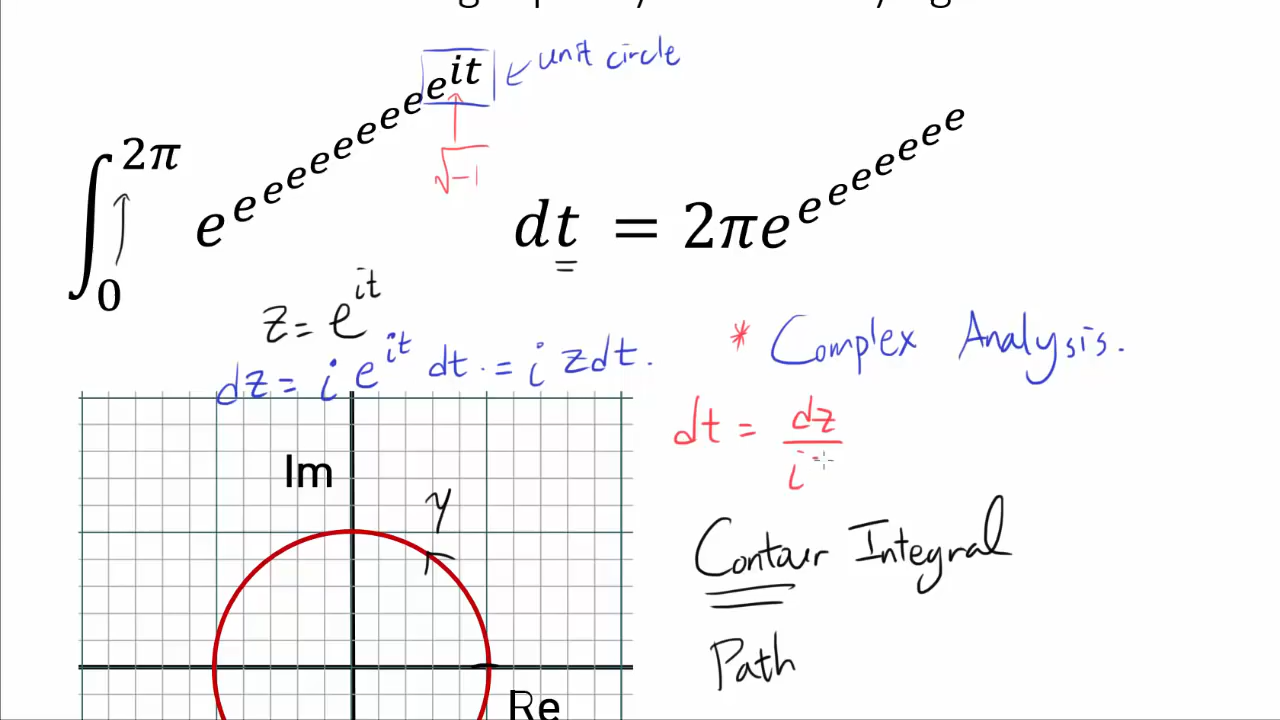 ∫₀^{2π} e^{e^{e^{e^{e^{e^{e^{e^{e^{e^{it}}}}}}}}}} dt = 2πe^{e^{e^{e^{e^{e^{e^{e}}}}}}}
unit circle
√-1
z = e^{it}
dz = i e^{it} dt. = i z dt.
* Complex Analysis.
dt = dz / i
Im
γ
Contour Integral
Path
Re